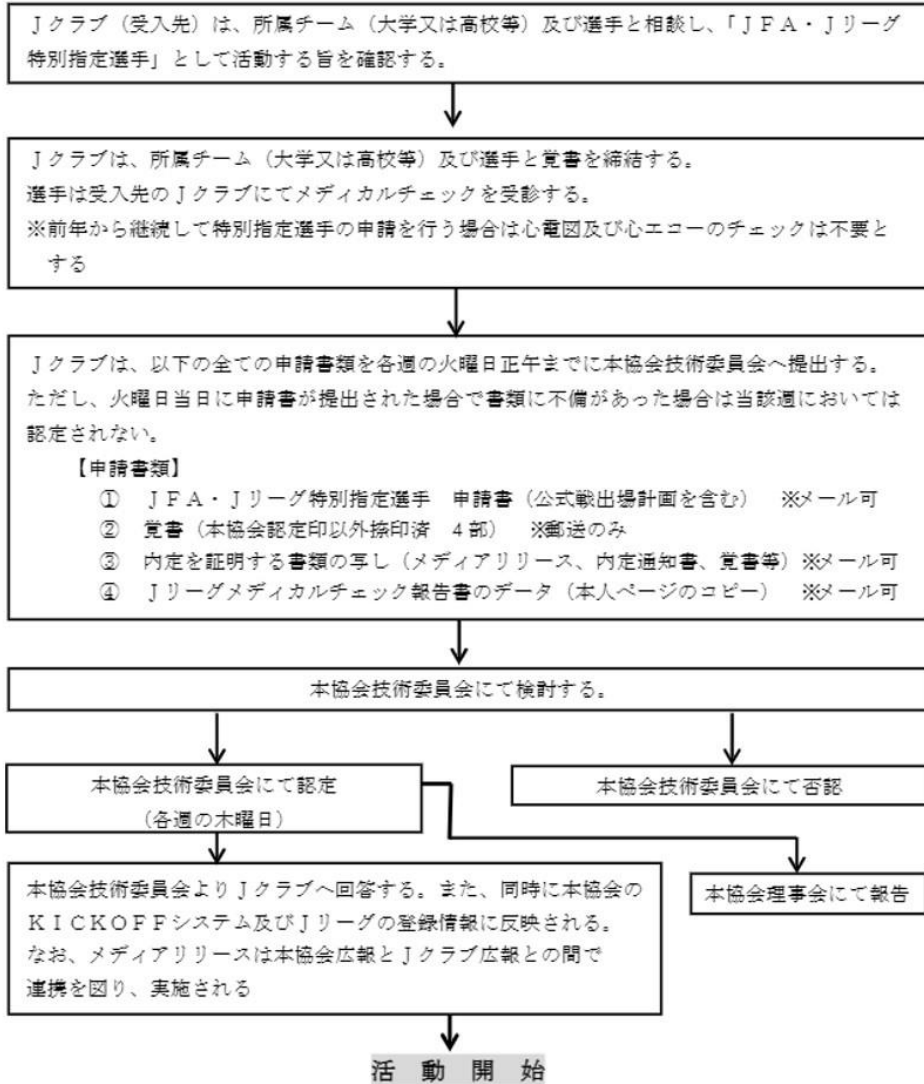 Jクラブ（受入先）は、所属チーム（大学又は高校等）及び選手と相談し、「ＪＦＡ・Ｊリーグ
特別指定選手」として活動する旨を確認する。
Ｊクラブは、所属チーム（大学又は高校等）及び選手と覚書を締結する。
選手は受入先のＪクラブにてメディカルチェックを受診する。
※前年から継続して特別指定選手の申請を行う場合は心電図及び心エコーのチェックは不要と
する
Ｊクラブは、以下の全ての申請書類を各週の火曜日正午までに本協会技術委員会へ提出する。
ただし、火曜日当日に申請書が提出された場合で書類に不備があった場合は当該週においては
認定されない。
【申請書類】
① ＪＦＡ・Ｊリーグ特別指定選手　申請書（公式戦出場計画を含む）　※メール可
② 覚書（本協会認定印以外捺印済　4部）　※郵送のみ
③ 内定を証明する書類の写し（メディアリリース、内定通知書、覚書等）※メール可
④ Ｊリーグメディカルチェック報告書のデータ（本人ページのコピー）　※メール可
本協会技術委員会にて検討する。
本協会技術委員会にて認定
（各週の木曜日）
本協会技術委員会にて否認
本協会技術委員会よりＪクラブへ回答する。また、同時に本協会の
ＫＩＣＫＯＦＦシステム及びＪリーグの登録情報に反映される。
なお、メディアリリースは本協会広報とＪクラブ広報との間で
連携を図り、実施される
本協会理事会にて報告
活　動　開　始